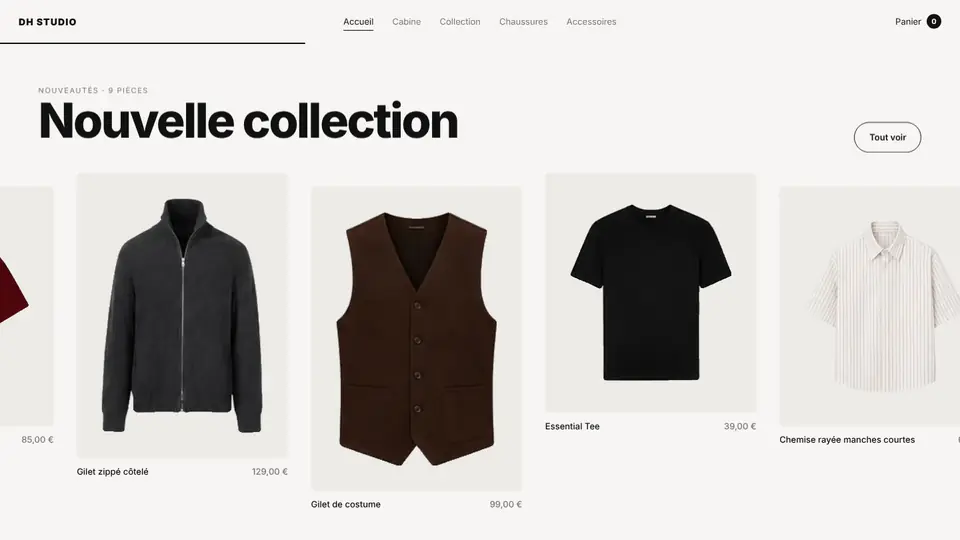 DH STUDIO
Accueil Cabine Collection Chaussures Accessoires
Panier 0
NOUVEAUTÉS - 9 PIÈCES
Nouvelle collection
Tout voir
85,00 €
Gilet zippé côtelé 129,00 €
Gilet de costume 99,00 €
Essential Tee 39,00 €
Chemise rayée manches courtes